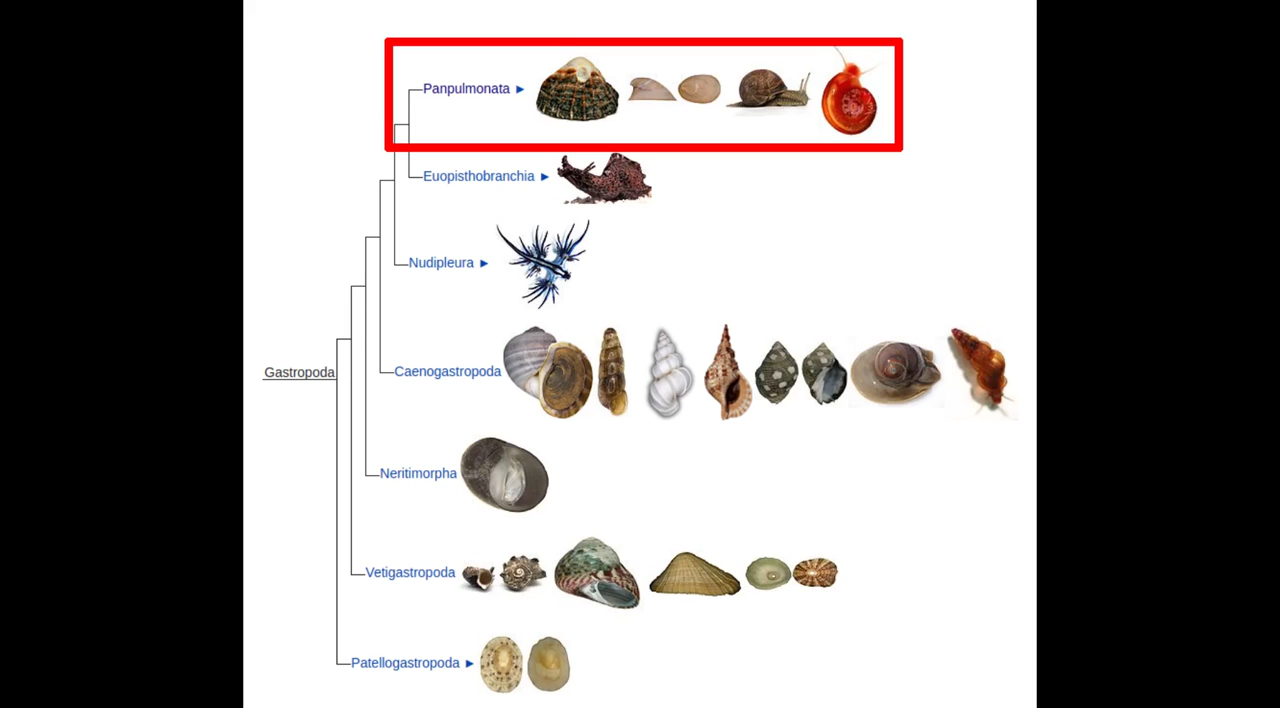 Panpulmonata ►
Euopisthobranchia ►
Nudipleura ►
Caenogastropoda
Gastropoda
Neritimorpha
Vetigastropoda
Patellogastropoda ►